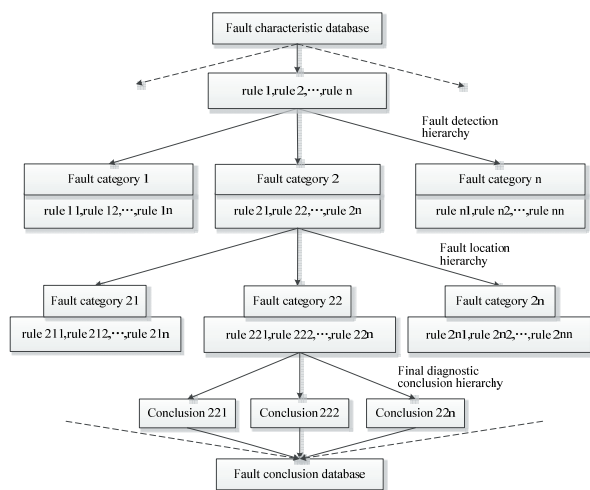 Fault characteristic database
rule 1,rule 2,⋯,rule n
Fault detection
hierarchy
Fault category 1
Fault category 2
Fault category n
rule 11,rule 12,⋯,rule 1n
rule 21,rule 22,⋯,rule 2n
rule n1,rule n2,⋯,rule nn
Fault location
hierarchy
Fault category 21
Fault category 22
Fault category 2n
rule 211,rule 212,⋯,rule 21n
rule 221,rule 222,⋯,rule 22n
rule 2n1,rule 2n2,⋯,rule 2nn
Final diagnostic
conclusion hierarchy
Conclusion 221
Conclusion 222
Conclusion 22n
Fault conclusion database